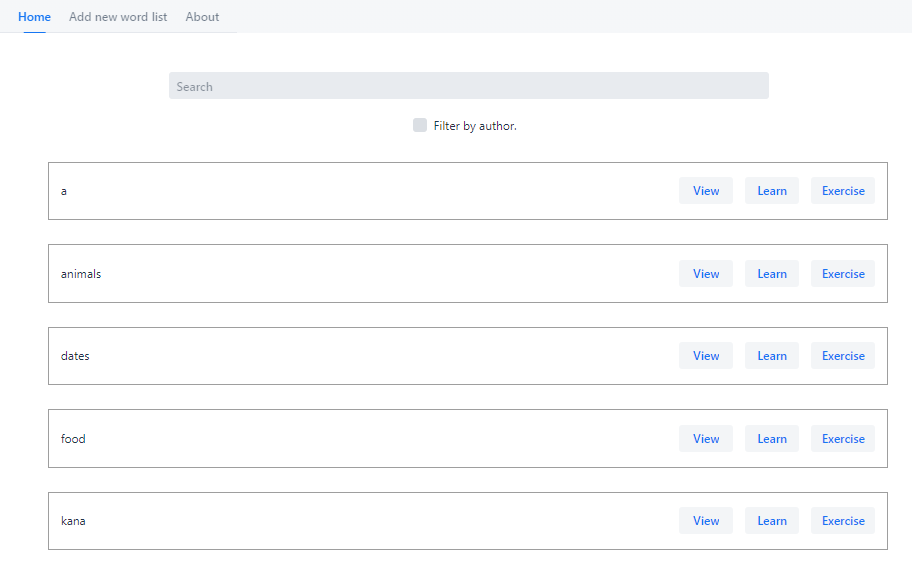 Home Add new word list About
Search
Filter by author.
a View Learn Exercise
animals View Learn Exercise
dates View Learn Exercise
food View Learn Exercise
kana View Learn Exercise